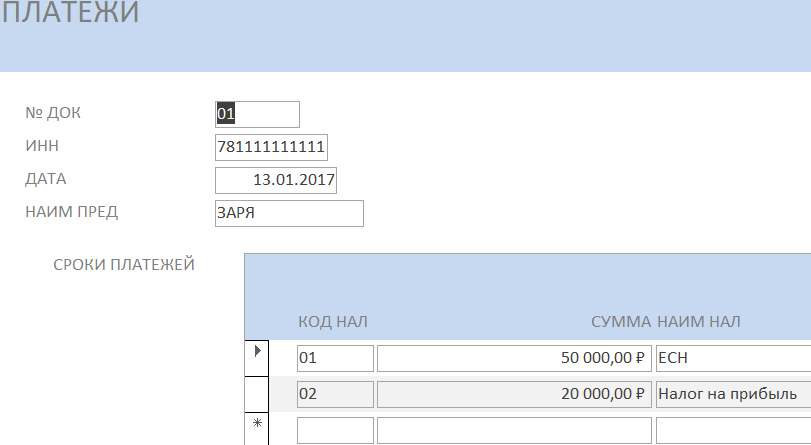 ПЛАТЕЖИ
№ ДОК 01
ИНН 781111111111
ДАТА 13.01.2017
НАИМ ПРЕД ЗАРЯ
СРОКИ ПЛАТЕЖЕЙ
КОД НАЛ СУММА НАИМ НАЛ
01 50 000,00 ₽ ЕСН
02 20 000,00 ₽ Налог на прибыль